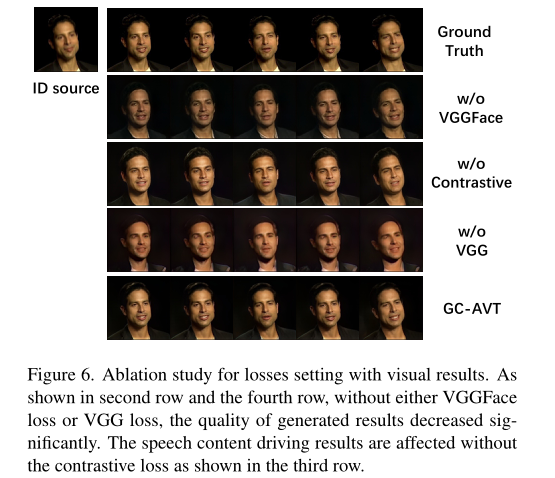 Ground
Truth
ID source
w/o
VGGFace
w/o
Contrastive
w/o
VGG
GC-AVT
Figure 6. Ablation study for losses setting with visual results. As
shown in second row and the fourth row, without either VGGFace
loss or VGG loss, the quality of generated results decreased sig-
nificantly. The speech content driving results are affected without
the contrastive loss as shown in the third row.